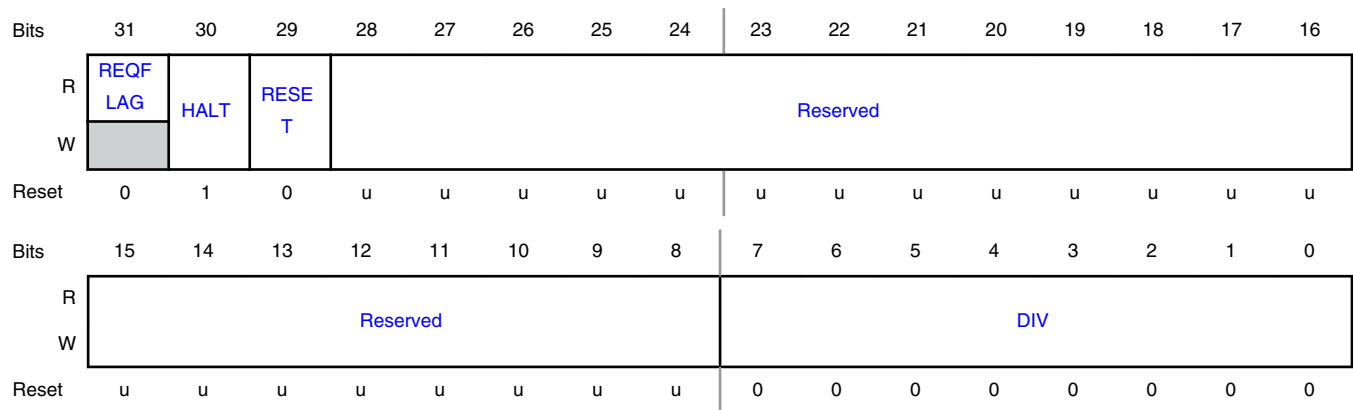 Bits 31 30 29 28 27 26 25 24 23 22 21 20 19 18 17 16
R REQF
LAG HALT RESE
T Reserved
W
Reset 0 1 0 u u u u u u u u u u u u u
Bits 15 14 13 12 11 10 9 8 7 6 5 4 3 2 1 0
R
Reserved DIV
W
Reset u u u u u u u u 0 0 0 0 0 0 0 0